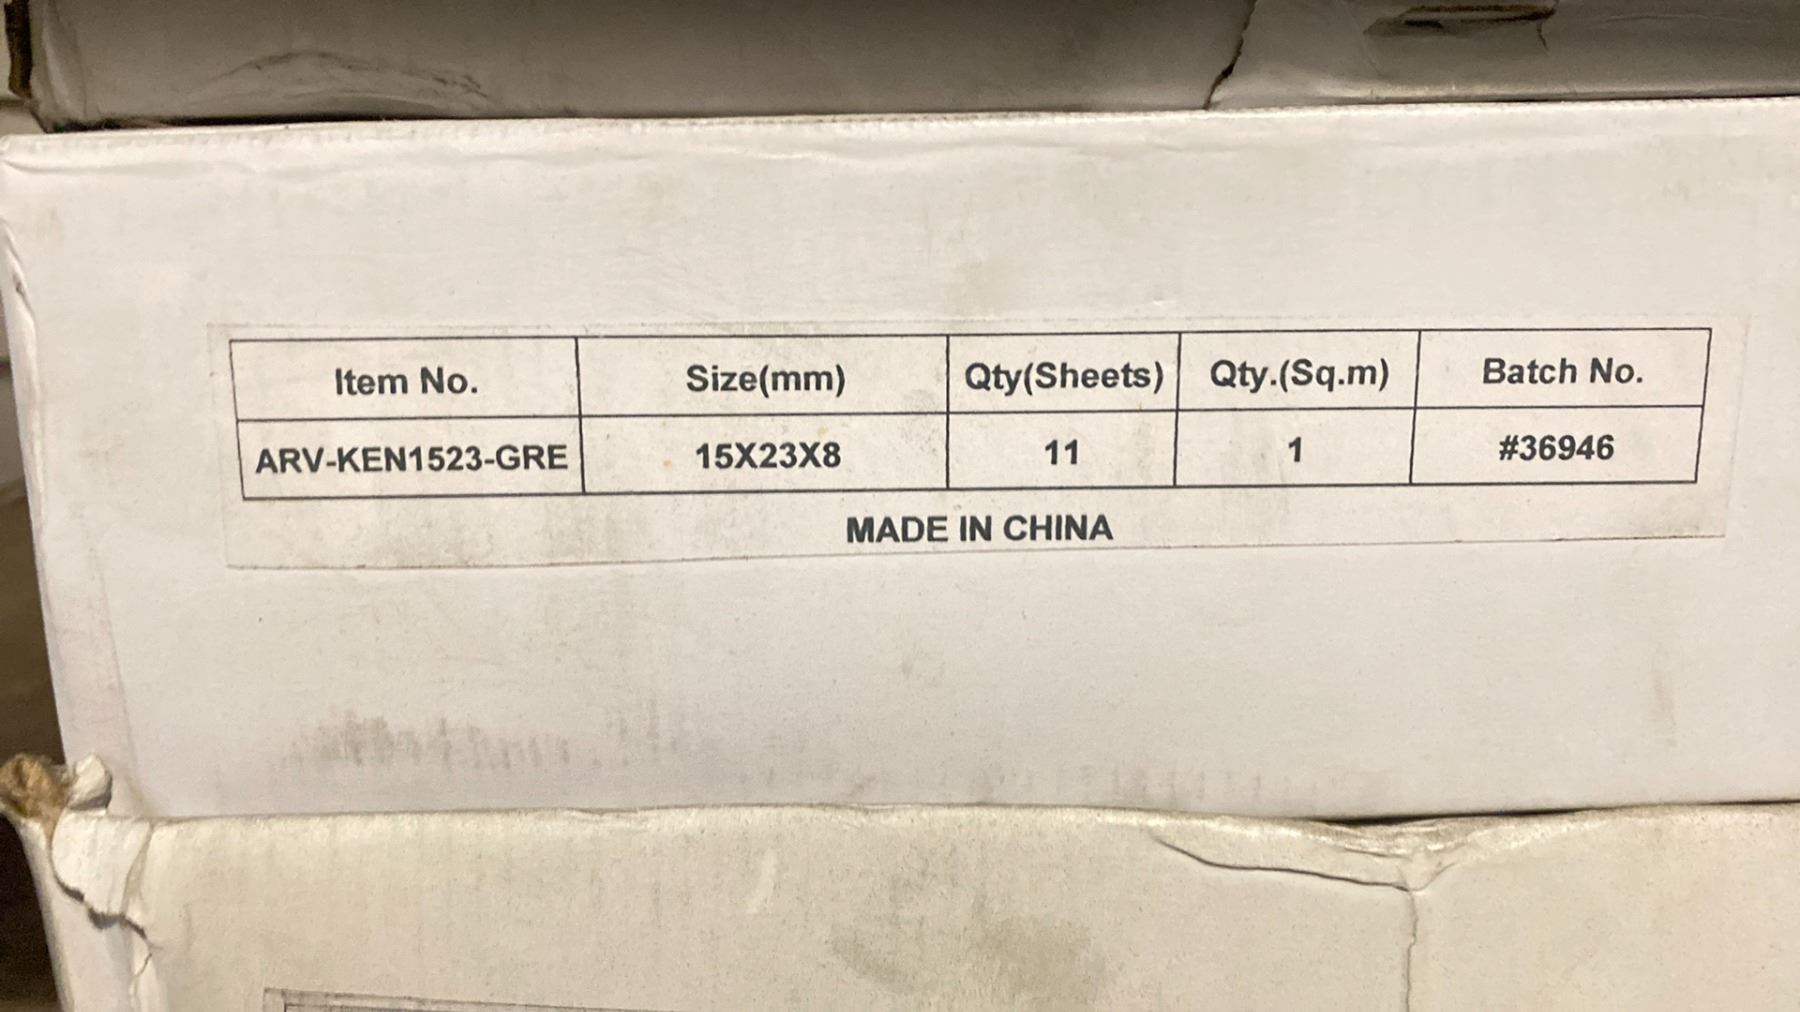 Item No. Size(mm) Qty(Sheets) Qty.(Sq.m) Batch No.
ARV-KEN1523-GRE 15X23X8 11 1 #36946
MADE IN CHINA